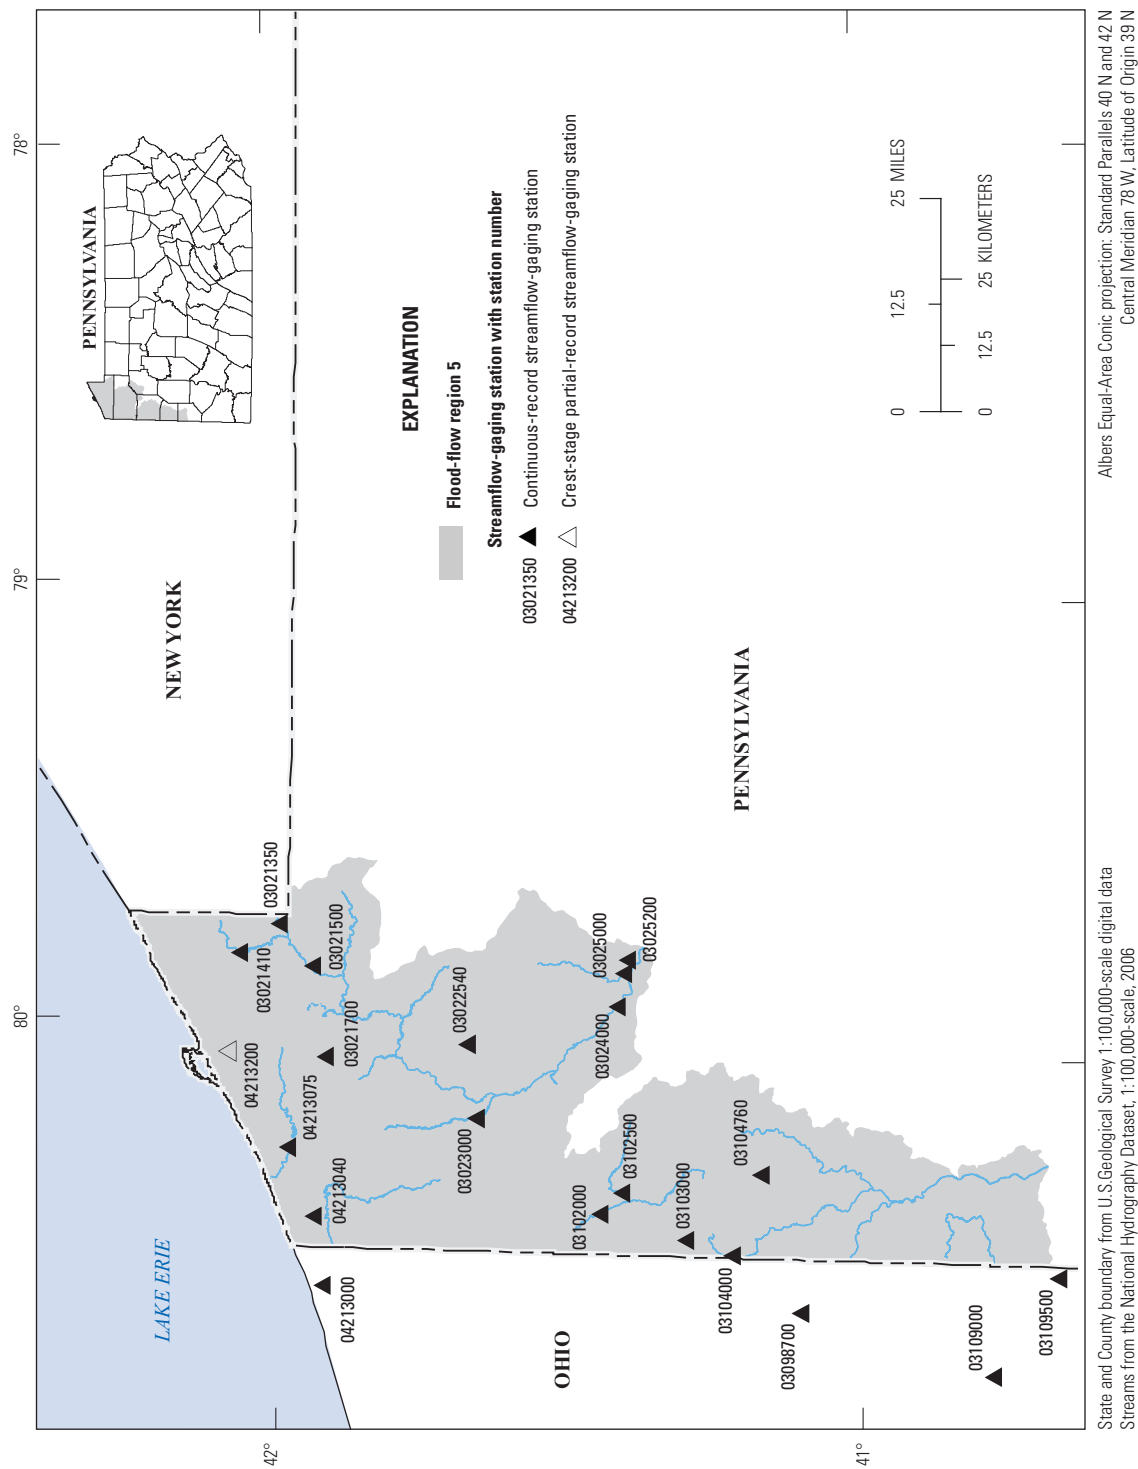 78°
79°
80°
42°
41°
LAKE ERIE
NEW YORK
PENNSYLVANIA
OHIO
PENNSYLVANIA
EXPLANATION
Flood-flow region 5
Streamflow-gaging station with station number
03021350 Continuous-record streamflow-gaging station
04213200 Crest-stage partial-record streamflow-gaging station
0 12.5 25 MILES
0 12.5 25 KILOMETERS
03021350
03021410
03021500
04213200
03021700
04213075
04213040
04213000
03022540
03023000
03025000
03025200
03024000
03102500
03102000
03103000
03104760
03104000
03098700
03109000
03109500
State and County boundary from U.S.Geological Survey 1:100,000-scale digital data
Streams from the National Hydrography Dataset, 1:100,000-scale, 2006
Albers Equal-Area Conic projection: Standard Parallels 40 N and 42 N
Central Meridian 78 W, Latitude of Origin 39 N